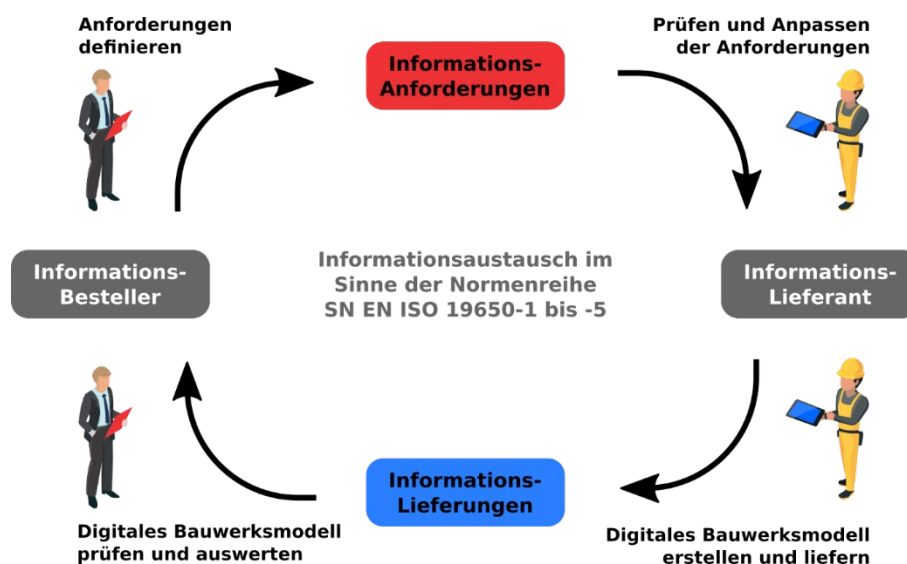 Anforderungen
definieren
Informations-
Anforderungen
Prüfen und Anpassen
der Anforderungen
Informations-
Besteller
Informationsaustausch im
Sinne der Normenreihe
SN EN ISO 19650-1 bis -5
Informations-
Lieferant
Digitales Bauwerksmodell
prüfen und auswerten
Informations-
Lieferungen
Digitales Bauwerksmodell
erstellen und liefern